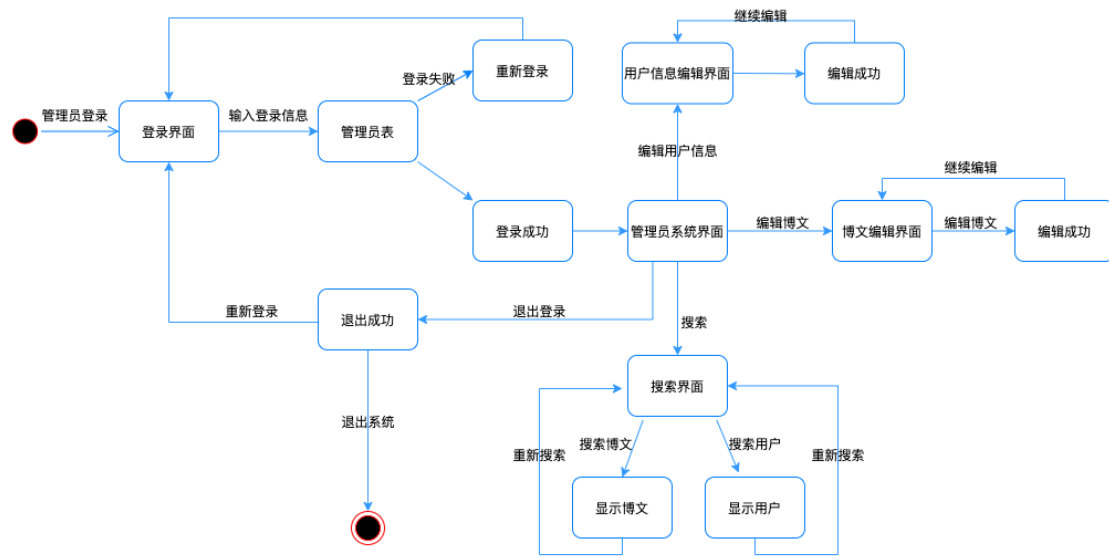 继续编辑
重新登录
用户信息编辑界面
编辑成功
登录失败
管理员登录
登录界面
输入登录信息
管理员表
编辑用户信息
继续编辑
登录成功
管理员系统界面
编辑博文
博文编辑界面
编辑博文
编辑成功
重新登录
退出成功
退出登录
搜索
搜索界面
退出系统
搜索博文
搜索用户
重新搜索
重新搜索
显示博文
显示用户